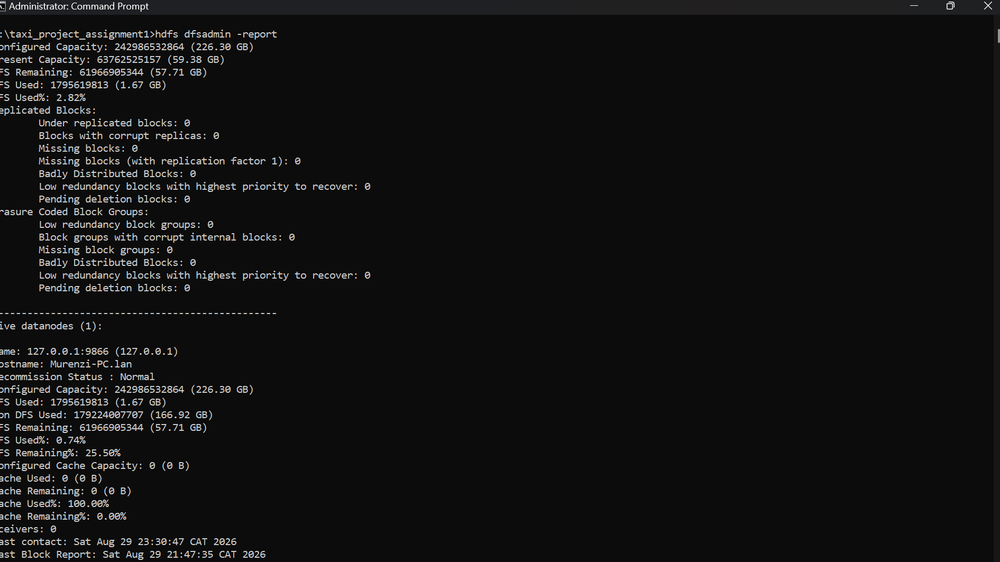 Administrator: Command Prompt
:\taxi_project_assignment1>hdfs dfsadmin -report
onfigured Capacity: 242986532864 (226.30 GB)
resent Capacity: 63762525157 (59.38 GB)
FS Remaining: 61966905344 (57.71 GB)
FS Used: 1795619813 (1.67 GB)
FS Used%: 2.82%
eplicated Blocks:
Under replicated blocks: 0
Blocks with corrupt replicas: 0
Missing blocks: 0
Missing blocks (with replication factor 1): 0
Badly Distributed Blocks: 0
Low redundancy blocks with highest priority to recover: 0
Pending deletion blocks: 0
rasure Coded Block Groups:
Low redundancy block groups: 0
Block groups with corrupt internal blocks: 0
Missing block groups: 0
Badly Distributed Blocks: 0
Low redundancy blocks with highest priority to recover: 0
Pending deletion blocks: 0
------------------------------------------------
ive datanodes (1):
ame: 127.0.0.1:9866 (127.0.0.1)
ostname: Murenzi-PC.lan
ecommission Status : Normal
onfigured Capacity: 242986532864 (226.30 GB)
FS Used: 1795619813 (1.67 GB)
on DFS Used: 179224007707 (166.92 GB)
FS Remaining: 61966905344 (57.71 GB)
FS Used%: 0.74%
FS Remaining%: 25.50%
onfigured Cache Capacity: 0 (0 B)
ache Used: 0 (0 B)
ache Remaining: 0 (0 B)
ache Used%: 100.00%
ache Remaining%: 0.00%
ceivers: 0
ast contact: Sat Aug 29 23:30:47 CAT 2026
ast Block Report: Sat Aug 29 21:47:35 CAT 2026